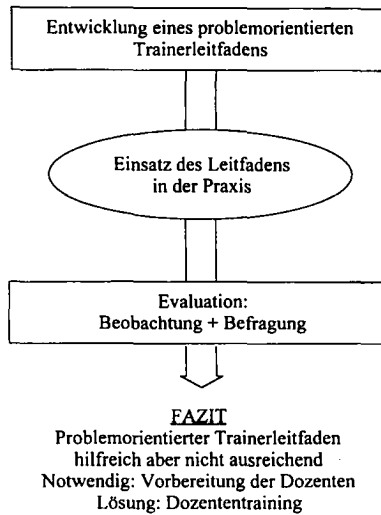 Entwicklung eines problemorientierten
Trainerleitfadens
Einsatz des Leitfadens
in der Praxis
Evaluation:
Beobachtung + Befragung
FAZIT
Problemorientierter Trainerleitfaden
hilfreich aber nicht ausreichend
Notwendig: Vorbereitung der Dozenten
Lösung: Dozententraining